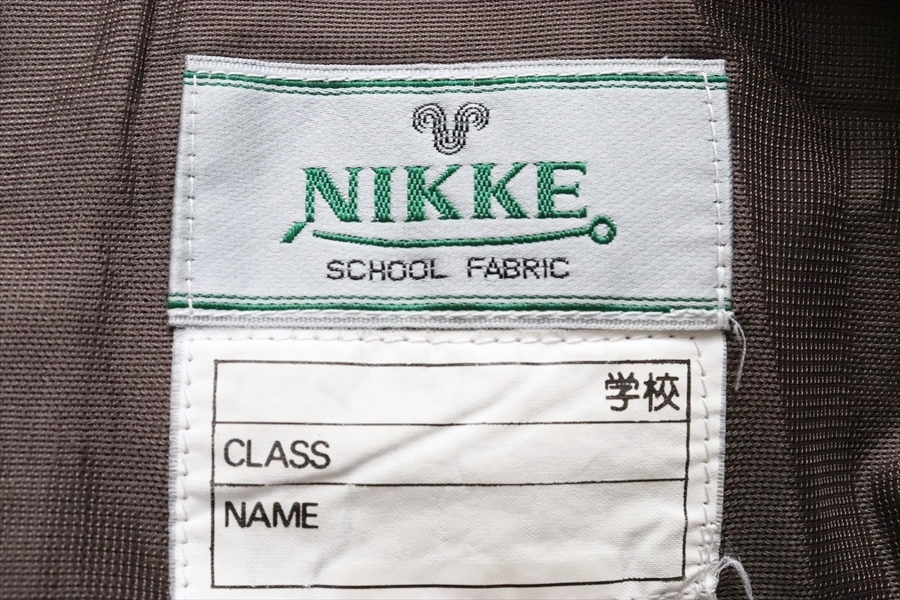 NIKKE
SCHOOL FABRIC
学校
CLASS
NAME